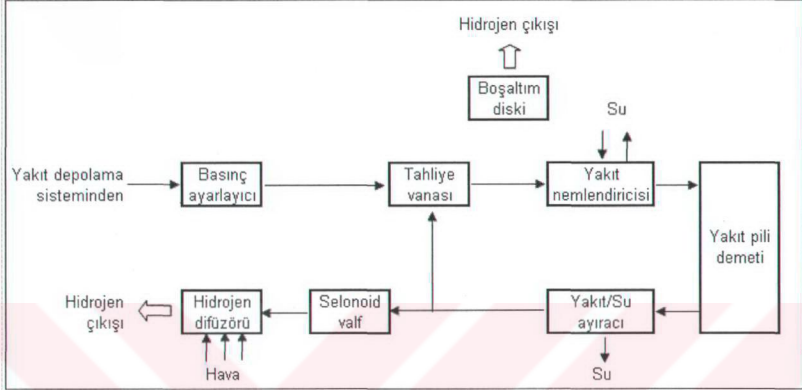 Hidrojen çıkışı
Boşaltım
diski
Su
Yakıt depolama
sisteminden
Basınç
ayarlayıcı
Tahliye
vanası
Yakıt
nemlendiricisi
Yakıt pili
demeti
Hidrojen
çıkışı
Hidrojen
difüzörü
Selonoid
valf
Yakıt/Su
ayıracı
Hava
Su